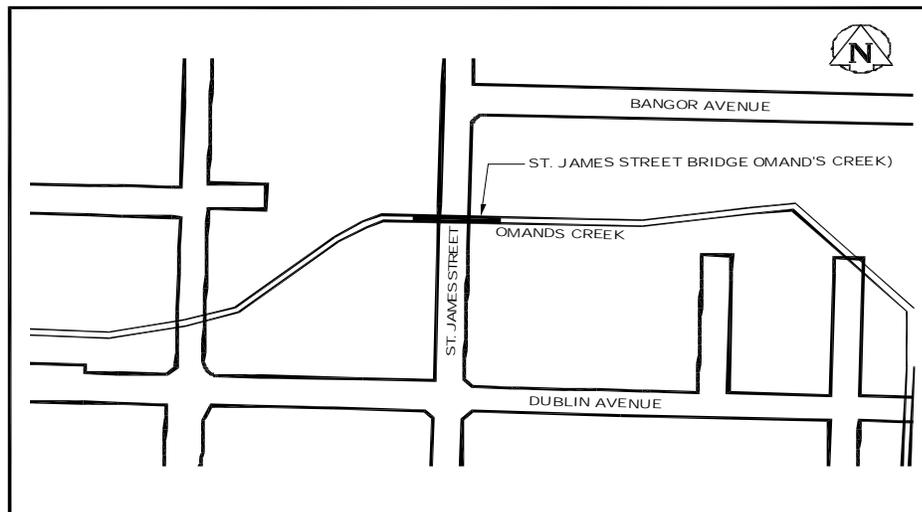 N
BANGOR AVENUE
ST. JAMES STREET BRIDGE OMAND'S CREEK)
OMANDS CREEK
ST. JAMES STREET
DUBLIN AVENUE